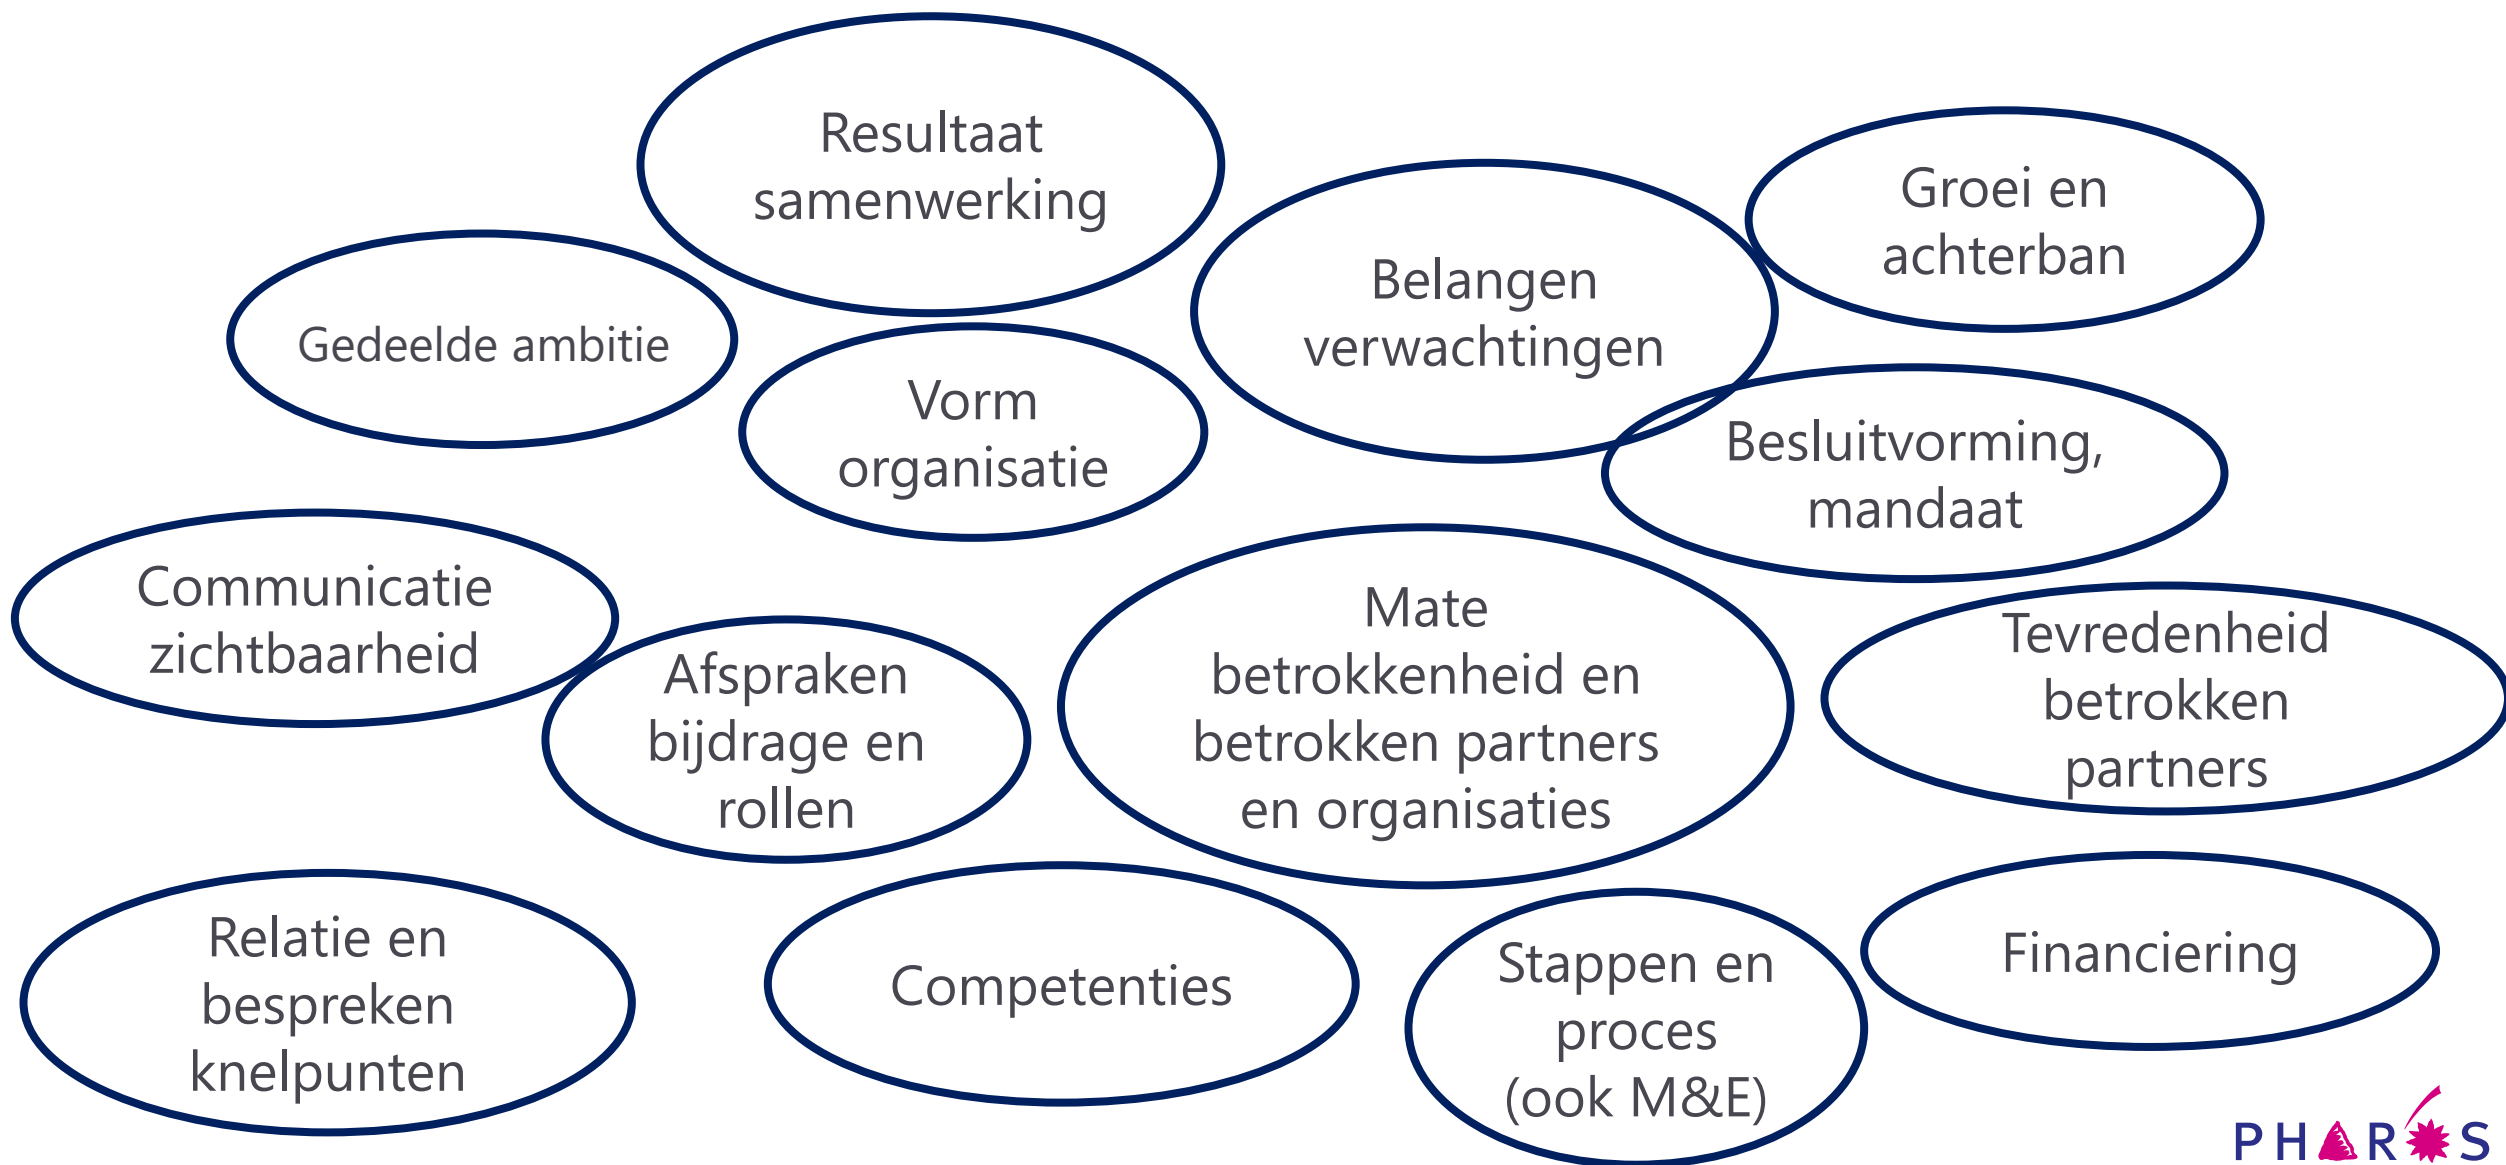 Resultaat
samenwerking
Groei en
achterban
Belangen
verwachtingen
Gedeelde ambitie
Vorm
organisatie
Besluitvorming,
mandaat
Communicatie
zichtbaarheid
Afspraken
bijdrage en
rollen
Mate
betrokkenheid en
betrokken partners
en organisaties
Tevredenheid
betrokken
partners
Relatie en
bespreken
knelpunten
Competenties
Stappen en
proces
(ook M&E)
Financiering
PHAROS